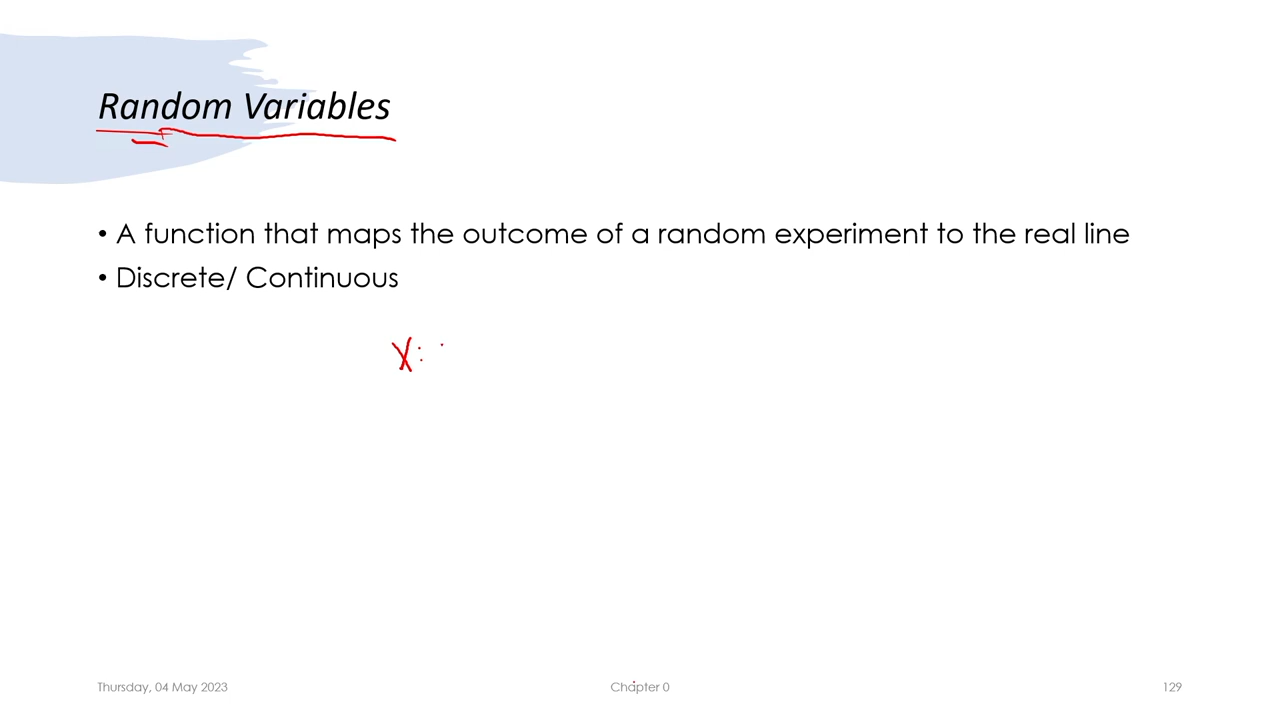 Random Variables
• A function that maps the outcome of a random experiment to the real line
• Discrete/ Continuous
X:
Thursday, 04 May 2023
Chapter 0
129